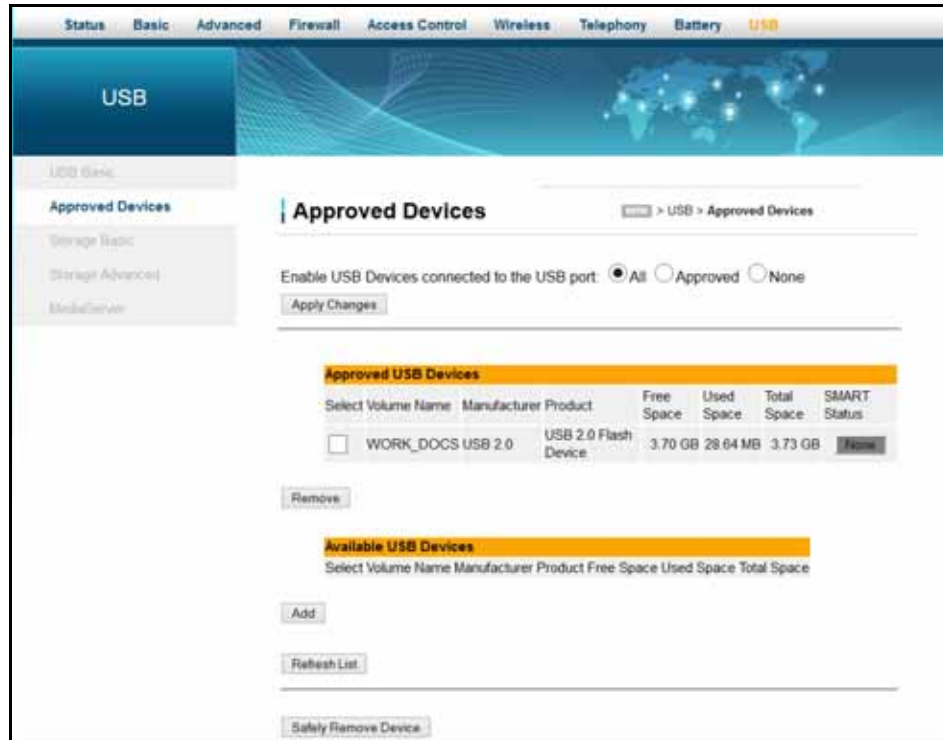 Status Basic Advanced Firewall Access Control Wireless Telephony Battery USB
USB
USB Basic
Approved Devices
Storage Basic
Storage Advanced
MediaServer
Approved Devices
> USB > Approved Devices
Enable USB Devices connected to the USB port: All Approved None
Apply Changes
Approved USB Devices
Select Volume Name Manufacturer Product Free Space Used Space Total Space SMART Status
WORK_DOCS USB 2.0 USB 2.0 Flash Device 3.70 GB 28.64 MB 3.73 GB None
Remove
Available USB Devices
Select Volume Name Manufacturer Product Free Space Used Space Total Space
Add
Refresh List
Safely Remove Device